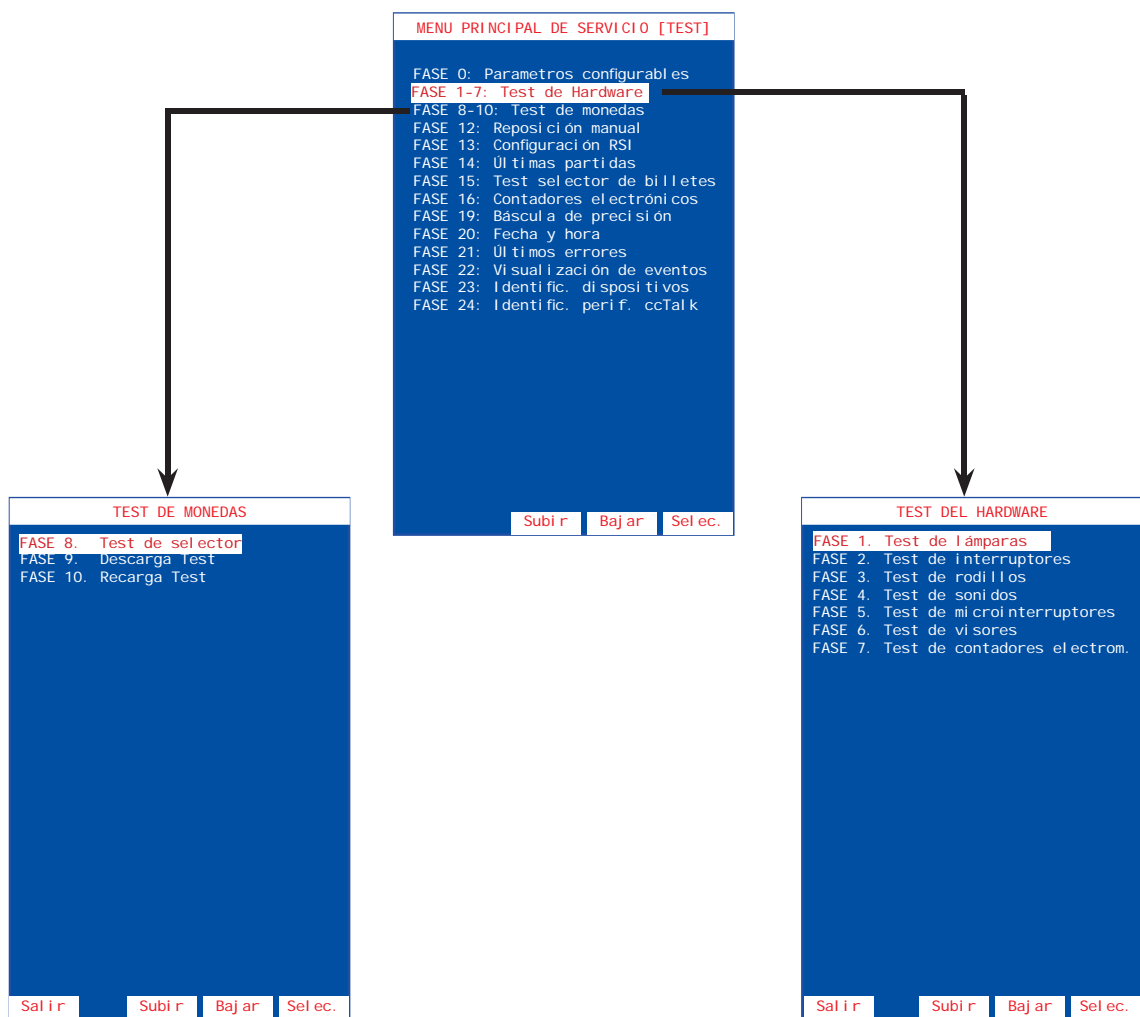 MENU PRINCIPAL DE SERVICIO [TEST]
FASE 0: Parametros configurables
FASE 1-7: Test de Hardware
FASE 8-10: Test de monedas
FASE 12: Reposición manual
FASE 13: Configuración RSI
FASE 14: Últimas partidas
FASE 15: Test selector de billetes
FASE 16: Contadores electrónicos
FASE 19: Báscula de precisión
FASE 20: Fecha y hora
FASE 21: Últimos errores
FASE 22: Visualización de eventos
FASE 23: Identific. dispositivos
FASE 24: Identific. perif. ccTalk
Subir Bajar Selec.
TEST DE MONEDAS
FASE 8. Test de selector
FASE 9. Descarga Test
FASE 10. Recarga Test
Salir Subir Bajar Selec.
TEST DEL HARDWARE
FASE 1. Test de lámparas
FASE 2. Test de interruptores
FASE 3. Test de rodillos
FASE 4. Test de sonidos
FASE 5. Test de microinterruptores
FASE 6. Test de visores
FASE 7. Test de contadores electrom.
Salir Subir Bajar Selec.